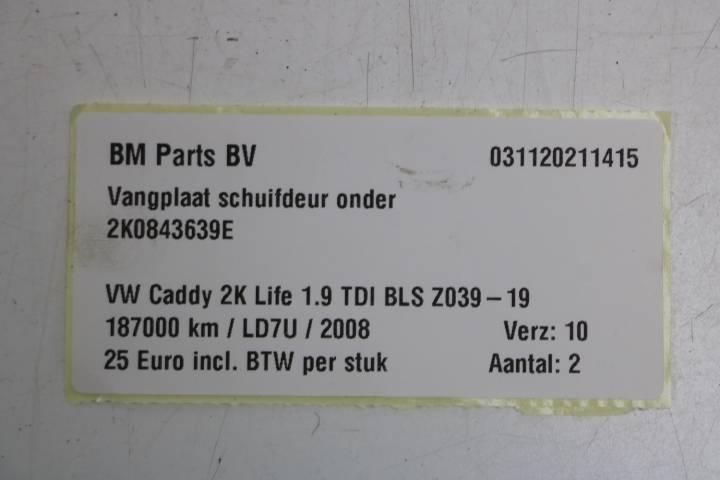 BM Parts BV 031120211415
Vangplaat schuifdeur onder
2K0843639E
VW Caddy 2K Life 1.9 TDI BLS Z039-19
187000 km / LD7U / 2008 Verz: 10
25 Euro incl. BTW per stuk Aantal: 2